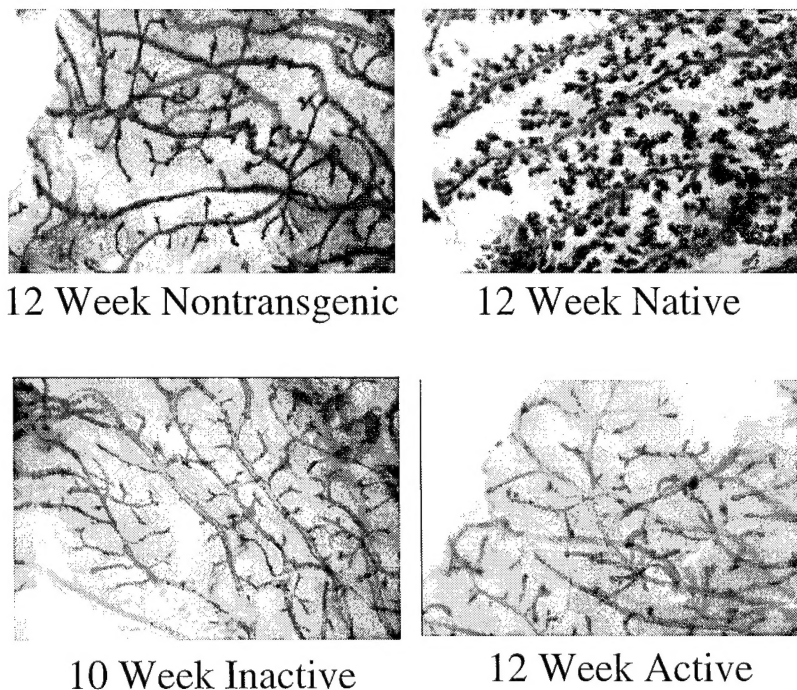 12 Week Nontransgenic
12 Week Native
10 Week Inactive
12 Week Active